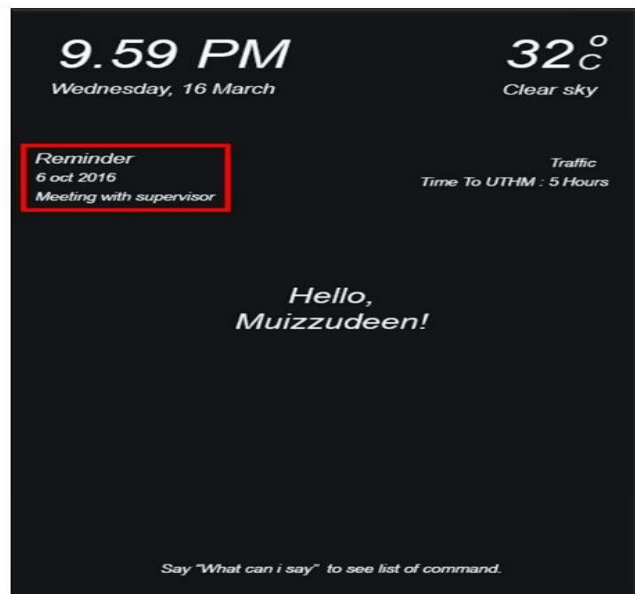 9.59 PM
Wednesday, 16 March
32°C
Clear sky
Reminder
6 oct 2016
Meeting with supervisor
Traffic
Time To UTHM : 5 Hours
Hello,
Muizzudeen!
Say "What can i say" to see list of command.